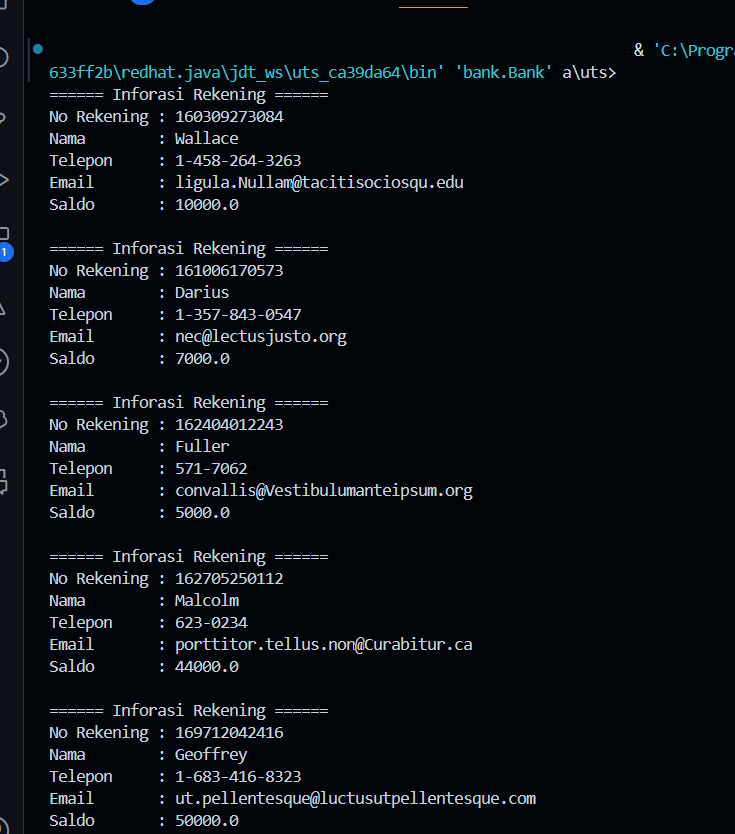 & 'C:\Progra
633ff2b\redhat.java\jdt_ws\uts_ca39da64\bin' 'bank.Bank' a\uts>
====== Inforasi Rekening ======
No Rekening : 160309273084
Nama        : Wallace
Telepon     : 1-458-264-3263
Email       : ligula.Nullam@tacitisociosqu.edu
Saldo       : 10000.0

====== Inforasi Rekening ======
No Rekening : 161006170573
Nama        : Darius
Telepon     : 1-357-843-0547
Email       : nec@lectusjusto.org
Saldo       : 7000.0

====== Inforasi Rekening ======
No Rekening : 162404012243
Nama        : Fuller
Telepon     : 571-7062
Email       : convallis@Vestibulumanteipsum.org
Saldo       : 5000.0

====== Inforasi Rekening ======
No Rekening : 162705250112
Nama        : Malcolm
Telepon     : 623-0234
Email       : porttitor.tellus.non@Curabitur.ca
Saldo       : 44000.0

====== Inforasi Rekening ======
No Rekening : 169712042416
Nama        : Geoffrey
Telepon     : 1-683-416-8323
Email       : ut.pellentesque@luctusutpellentesque.com
Saldo       : 50000.0
1